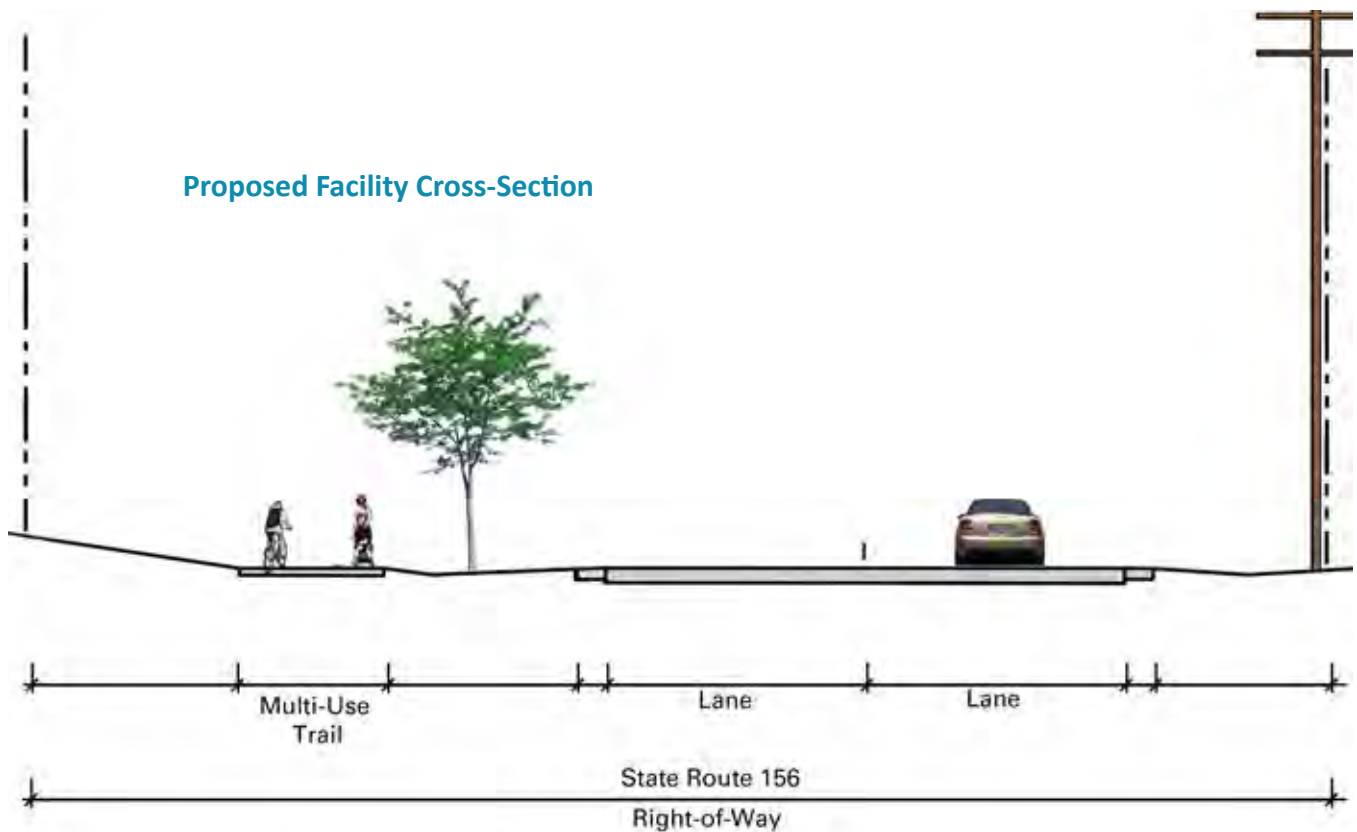 Proposed Facility Cross-Section
Multi-Use
Trail
Lane
Lane
State Route 156
Right-of-Way